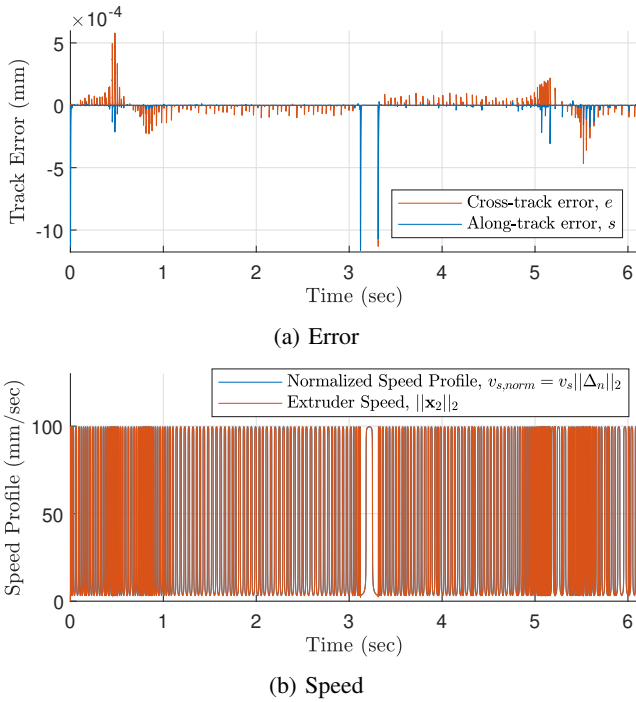 ×10⁻⁴
5
0
-5
-10
Track Error (mm)
Cross-track error, e
Along-track error, s
0 1 2 3 4 5 6
Time (sec)
(a) Error
Normalized Speed Profile, v_{s,norm} = v_s||Δ_n||_2
Extruder Speed, ||x_2||_2
100
50
0
Speed Profile (mm/sec)
0 1 2 3 4 5 6
Time (sec)
(b) Speed